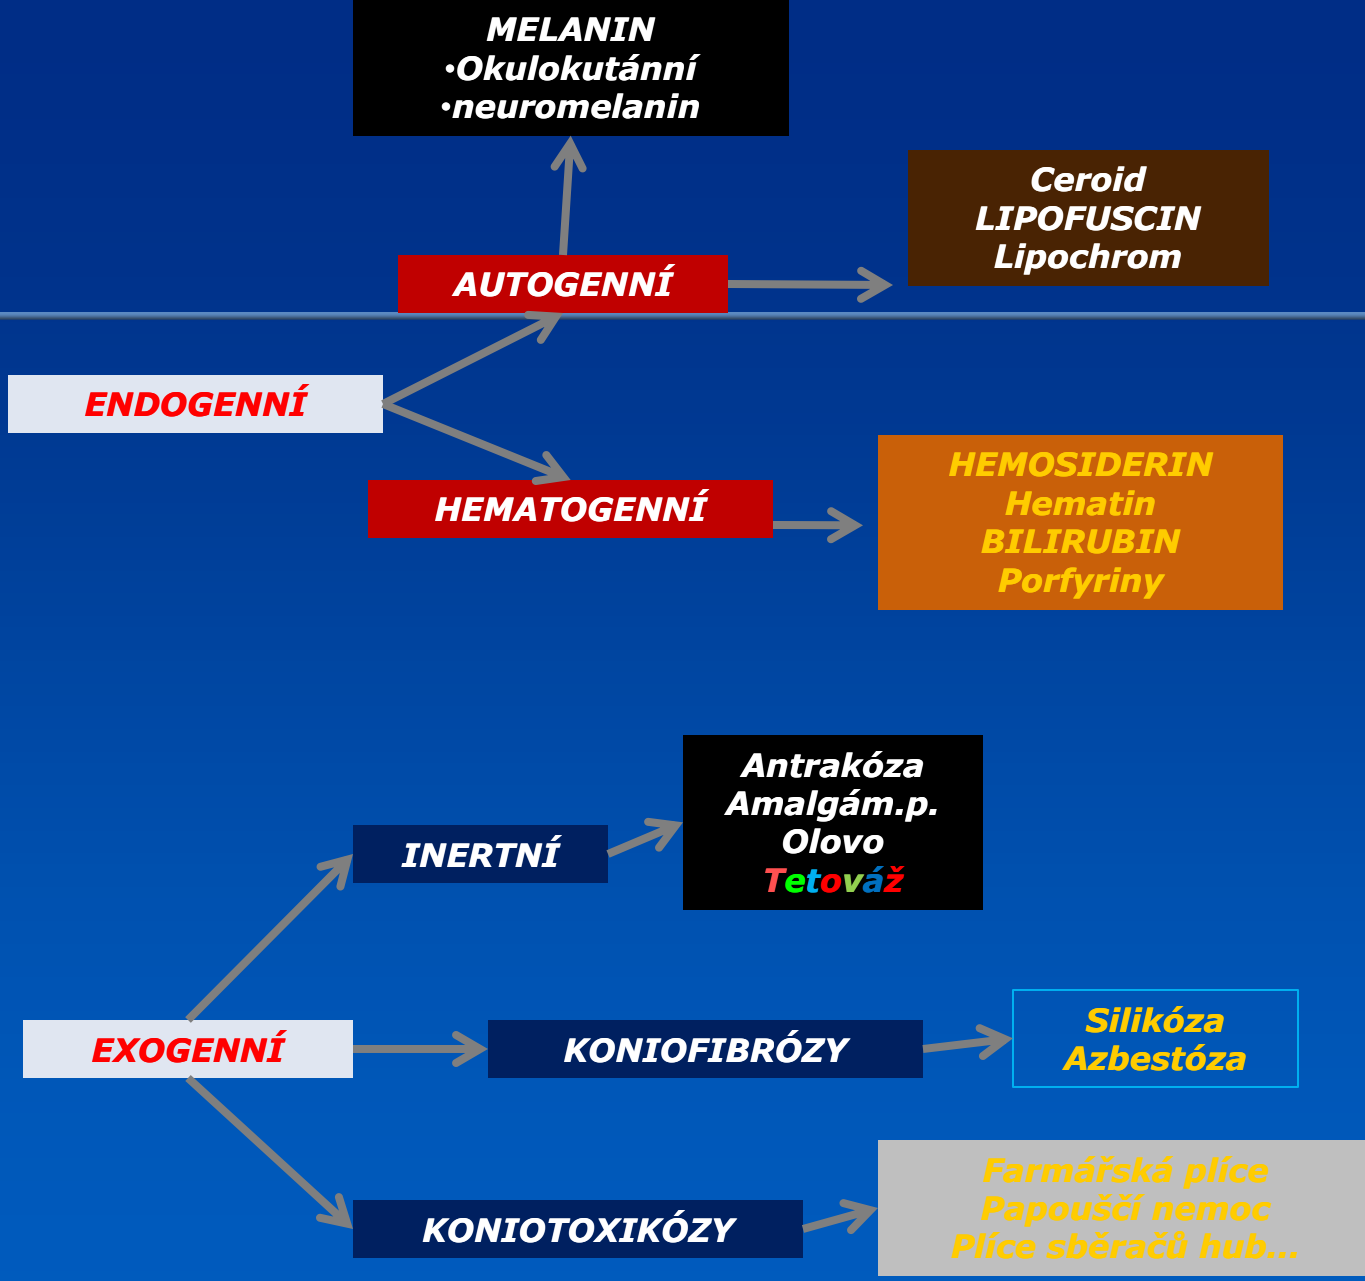 MELANIN
•Okulokutánní
•neuromelanin
Ceroid
LIPOFUSCIN
Lipochrom
AUTOGENNÍ
ENDOGENNÍ
HEMATOGENNÍ
HEMOSIDERIN
Hematin
BILIRUBIN
Porfyriny
Antrakóza
Amalgám.p.
Olovo
Tetováž
INERTNÍ
EXOGENNÍ
KONIOFIBRÓZY
Silikóza
Azbestóza
KONIOTOXIKÓZY
Farmářská plíce
Papouščí nemoc
Plíce sběračů hub…